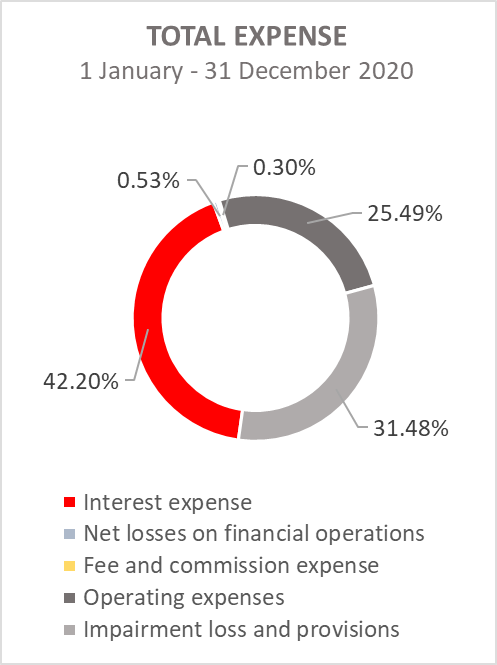 TOTAL EXPENSE
1 January - 31 December 2020
0.30%
0.53%
25.49%
42.20%
31.48%
Interest expense
Net losses on financial operations
Fee and commission expense
Operating expenses
Impairment loss and provisions